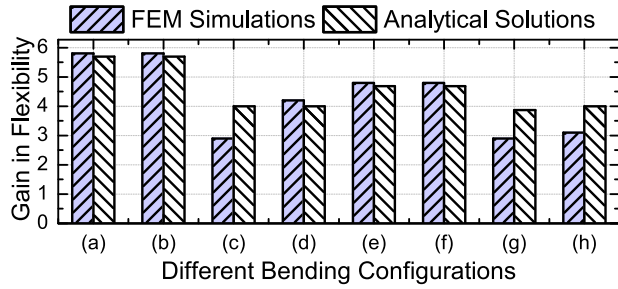 FEM Simulations Analytical Solutions
Gain in Flexibility
6
5
4
3
2
1
0
(a) (b) (c) (d) (e) (f) (g) (h)
Different Bending Configurations